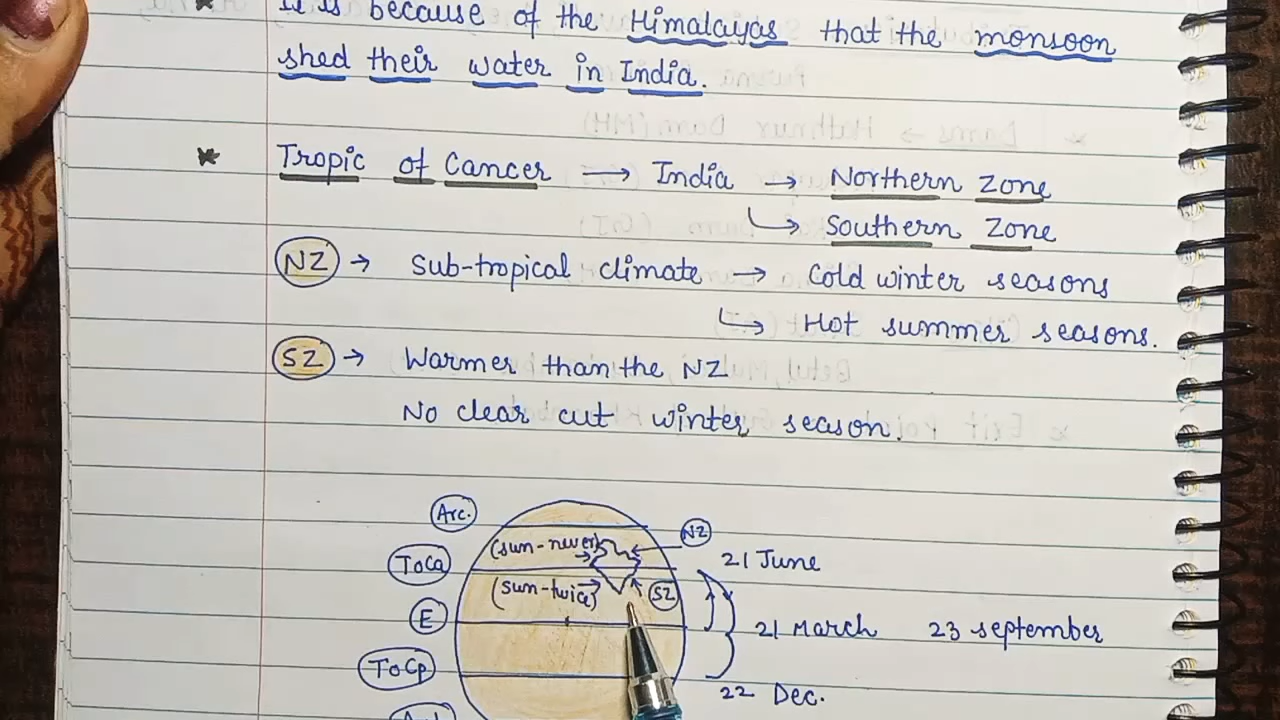 * It is because of the Himalayas that the monsoon
shed their water in India.
* Tropic of Cancer → India → Northern Zone
↳ Southern Zone
NZ → Sub-tropical climate → Cold winter seasons
↳ Hot summer seasons.
SZ → Warmer than the NZ
No clear cut winter season.
Arc.
(sun-never) NZ
ToCa 21 June
(sun-twice) SZ
E 21 March 23 september
ToCp
22 Dec.